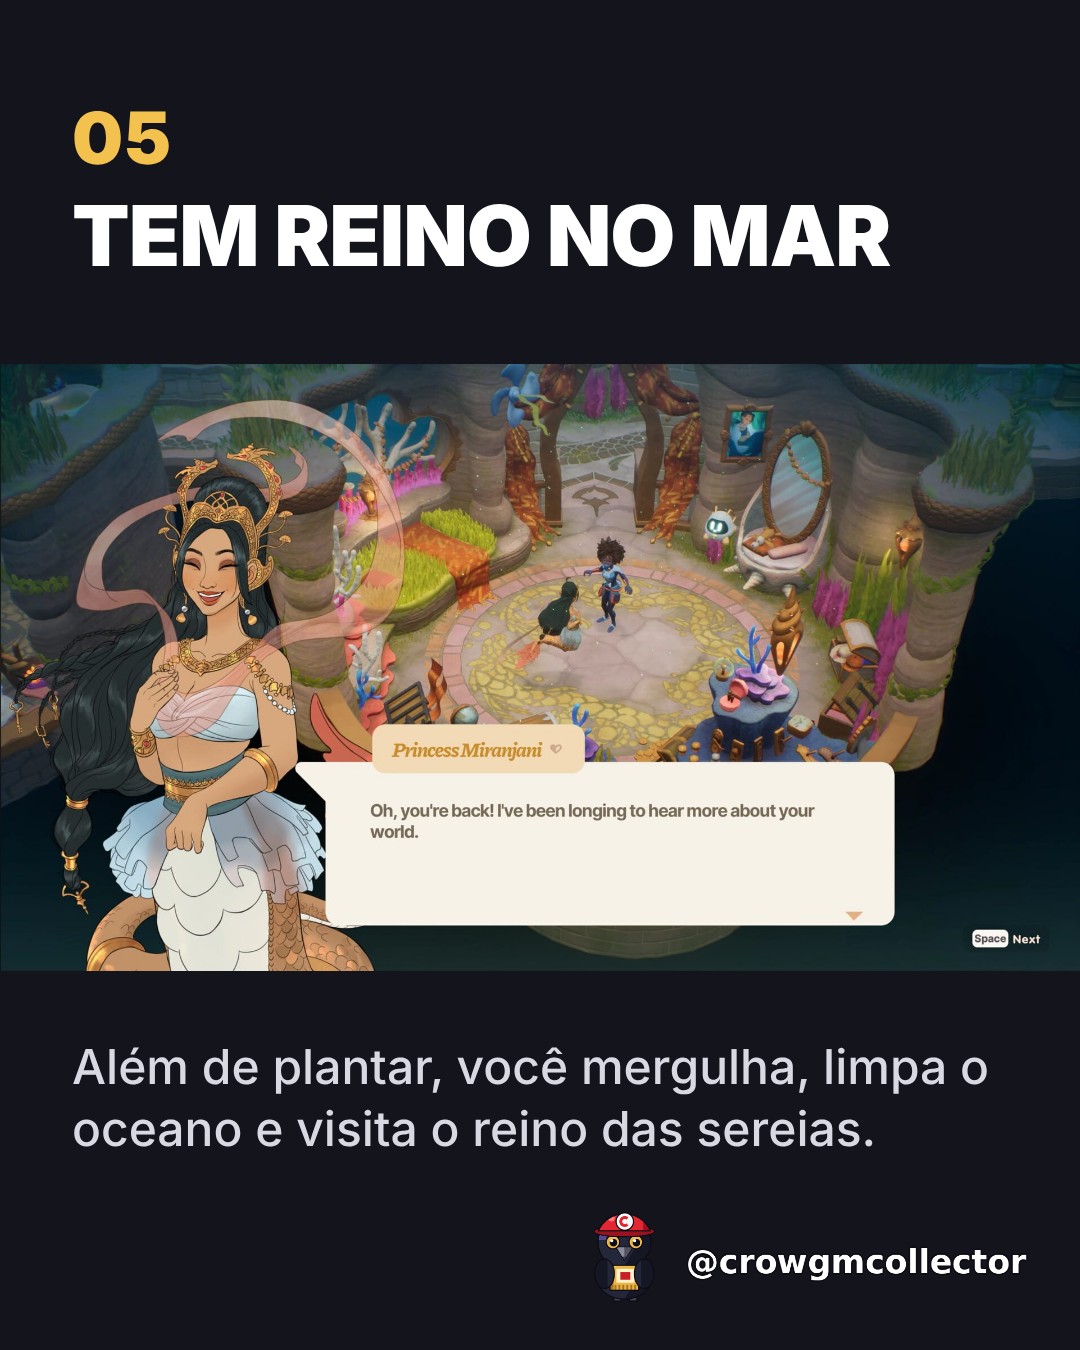 05
TEM REINO NO MAR
Princess Miranjani
Oh, you're back! I've been longing to hear more about your
world.
Space Next
Além de plantar, você mergulha, limpa o
oceano e visita o reino das sereias.
C
@crowgmcollector